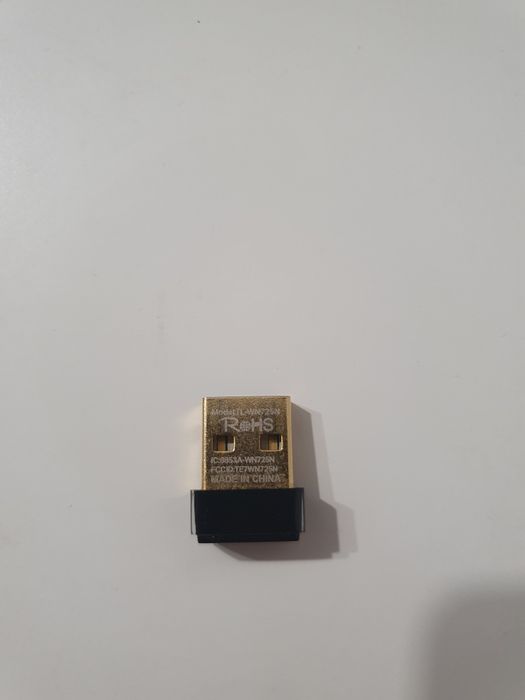 Model:TL-WN725N
RoHS
IC:8853A-WN725N
FCCID:TE7WN725N
MADE IN CHINA